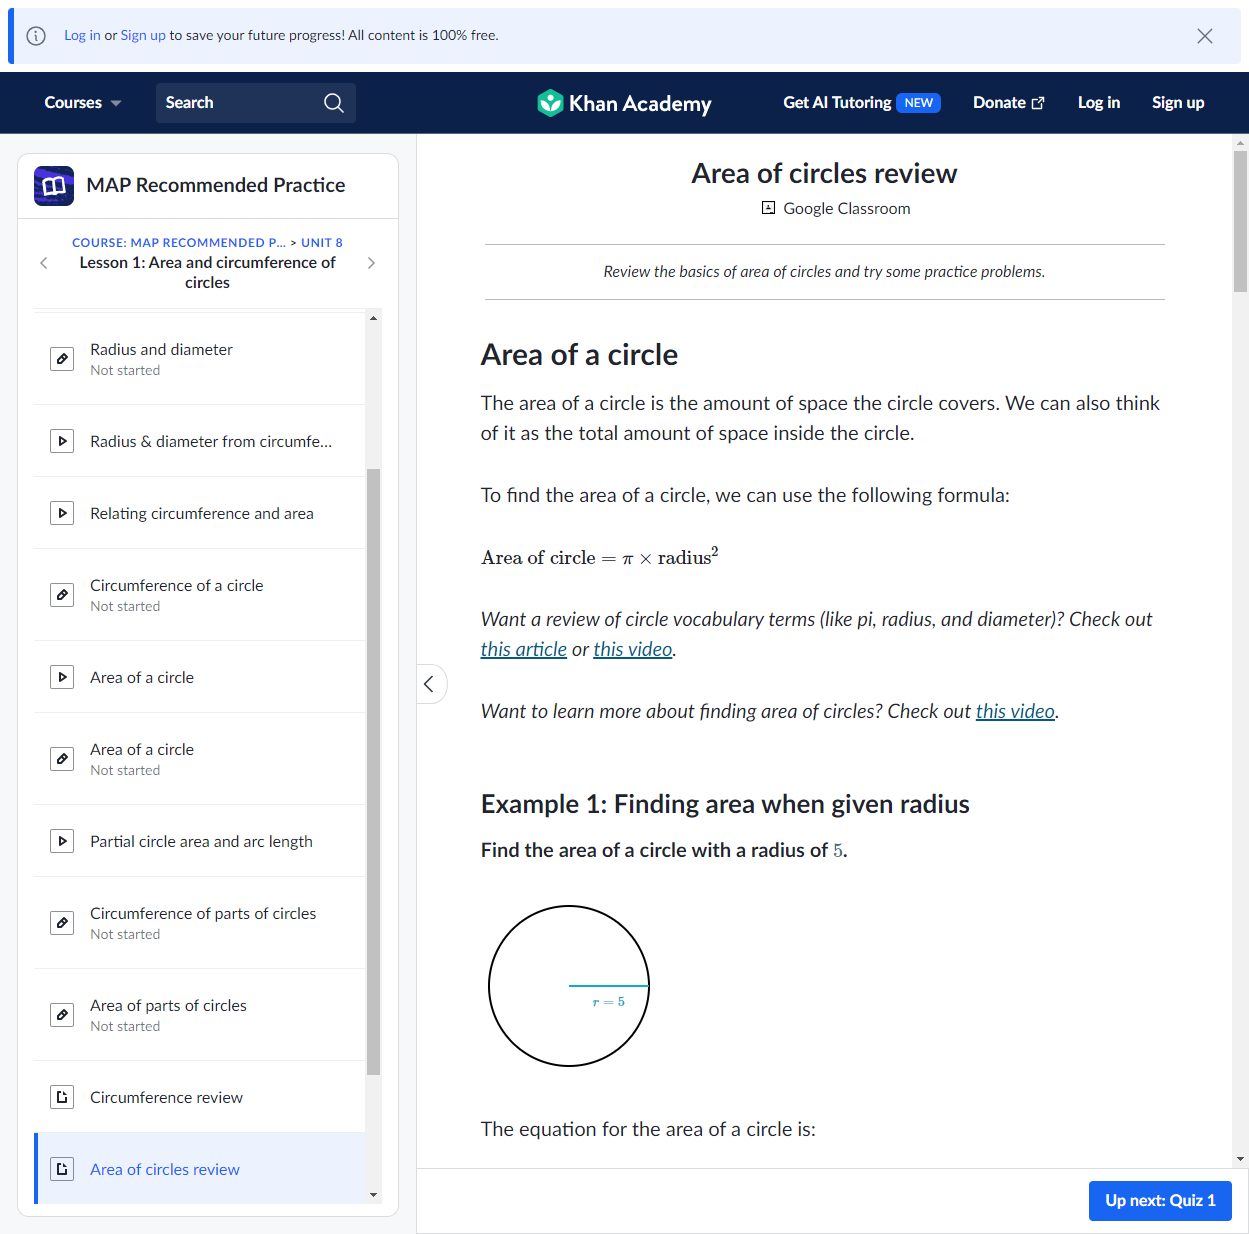 Log in or Sign up to save your future progress! All content is 100% free.
Courses
Search
Khan Academy
Get AI Tutoring NEW
Donate
Log in
Sign up
MAP Recommended Practice
COURSE: MAP RECOMMENDED P... > UNIT 8
Lesson 1: Area and circumference of
circles
Radius and diameter
Not started
Radius & diameter from circumfe...
Relating circumference and area
Circumference of a circle
Not started
Area of a circle
Area of a circle
Not started
Partial circle area and arc length
Circumference of parts of circles
Not started
Area of parts of circles
Not started
Circumference review
Area of circles review
Area of circles review
Google Classroom
Review the basics of area of circles and try some practice problems.
Area of a circle
The area of a circle is the amount of space the circle covers. We can also think
of it as the total amount of space inside the circle.
To find the area of a circle, we can use the following formula:
Area of circle = π × radius²
Want a review of circle vocabulary terms (like pi, radius, and diameter)? Check out
this article or this video.
Want to learn more about finding area of circles? Check out this video.
Example 1: Finding area when given radius
Find the area of a circle with a radius of 5.
r = 5
The equation for the area of a circle is:
Up next: Quiz 1